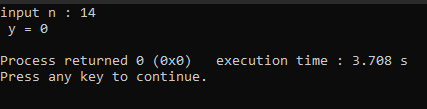 input n : 14
y = 0
Process returned 0 (0x0)   execution time : 3.708 s
Press any key to continue.